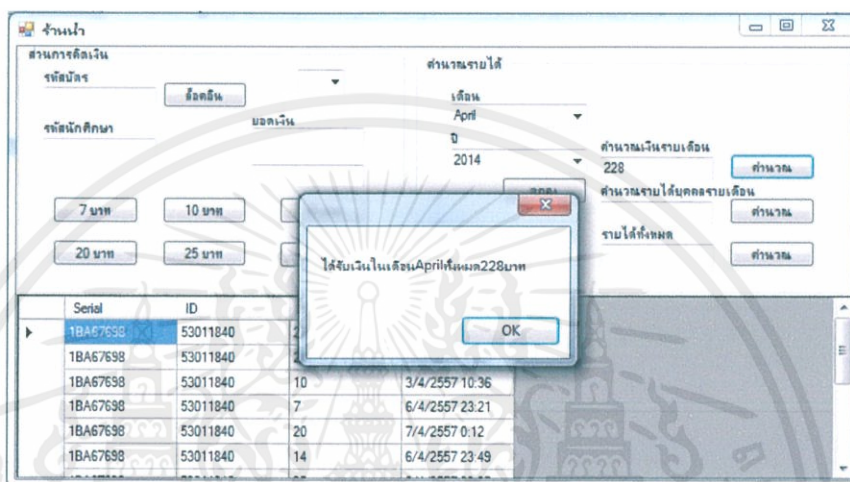 ร้านน้ำ
ส่วนการคิดเงิน
รหัสบัตร
ล็อคอิน
รหัสนักศึกษา
ยอดเงิน
7 บาท
10 บาท
20 บาท
25 บาท
คำนวณรายได้
เดือน
April
ปี
2014
คำนวณเงินรายเดือน
228
คำนวณ
คำนวณรายได้บุคคลรายเดือน
คำนวณ
รายได้ทั้งหมด
คำนวณ
ได้รับเงินในเดือนAprilทั้งหมด228บาท
OK
Serial ID
1BA67698 53011840
1BA67698 53011840
1BA67698 53011840 10 3/4/2557 10:36
1BA67698 53011840 7 6/4/2557 23:21
1BA67698 53011840 20 7/4/2557 0:12
1BA67698 53011840 14 6/4/2557 23:49